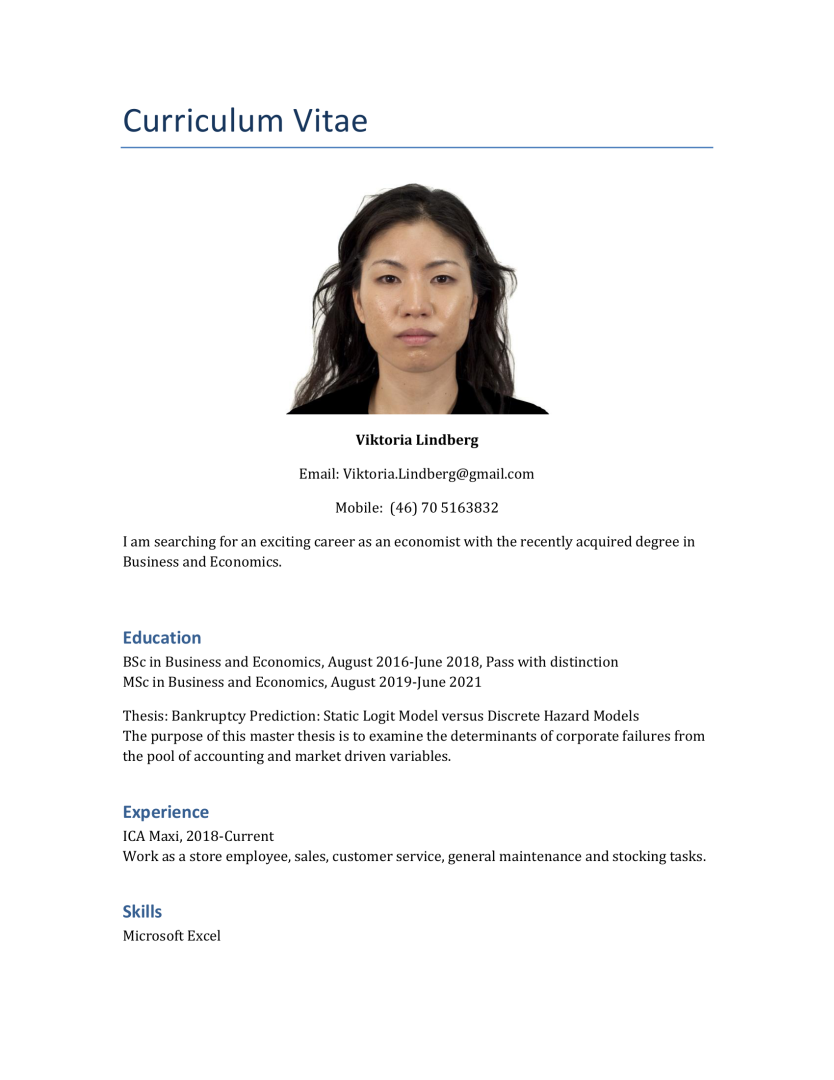 Curriculum Vitae
Viktoria Lindberg
Email: Viktoria.Lindberg@gmail.com
Mobile:  (46) 70 5163832
I am searching for an exciting career as an economist with the recently acquired degree in
Business and Economics.
Education
BSc in Business and Economics, August 2016-June 2018, Pass with distinction
MSc in Business and Economics, August 2019-June 2021
Thesis: Bankruptcy Prediction: Static Logit Model versus Discrete Hazard Models
The purpose of this master thesis is to examine the determinants of corporate failures from
the pool of accounting and market driven variables.
Experience
ICA Maxi, 2018-Current
Work as a store employee, sales, customer service, general maintenance and stocking tasks.
Skills
Microsoft Excel